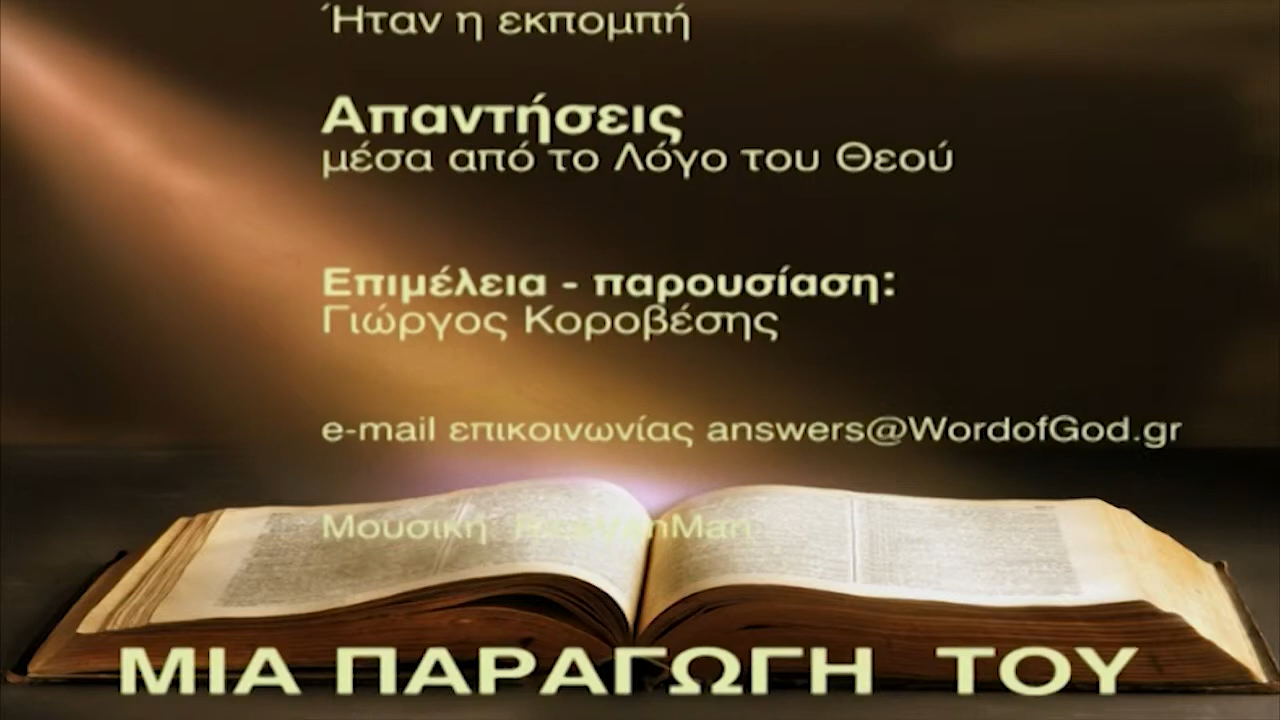 Ήταν η εκπομπή
Απαντήσεις
μέσα από το Λόγο του Θεού
Επιμέλεια - παρουσίαση:
Γιώργος Κοροβέσης
e-mail επικοινωνίας answers@WordofGod.gr
Μουσική
ΜΙΑ ΠΑΡΑΓΩΓΗ ΤΟΥ